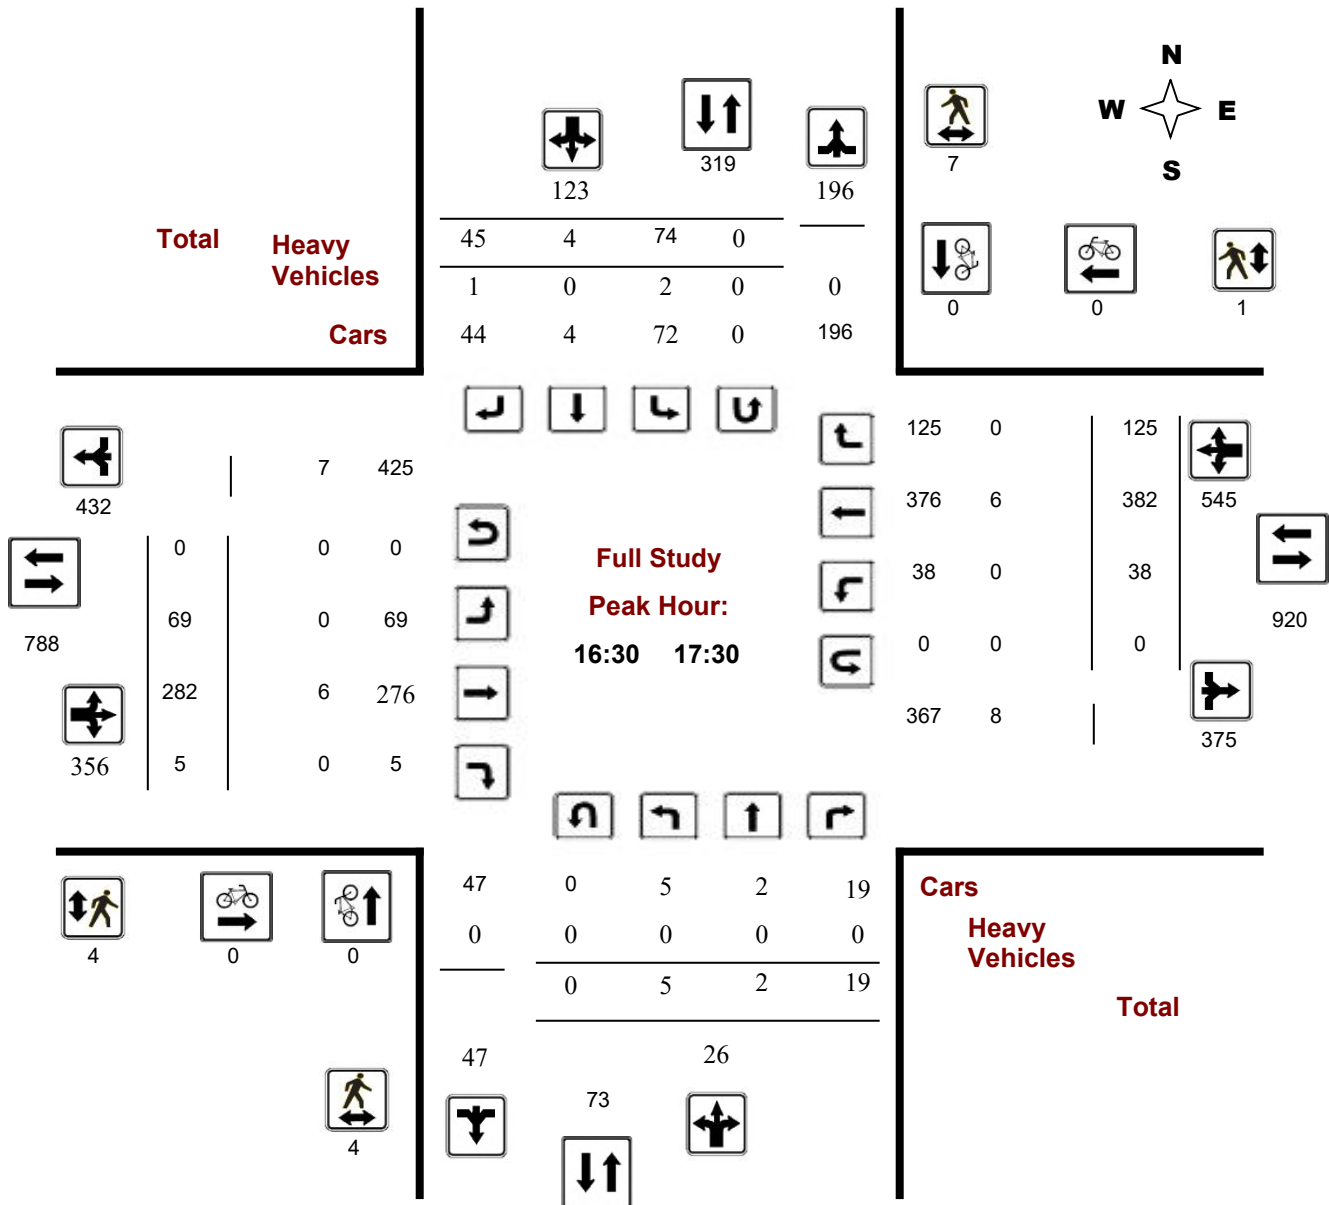 N
W E
S
319
7
123 196
Total Heavy
Vehicles
Cars
45 4 74 0
1 0 2 0 0
44 4 72 0 196
0 0 1
125 0 125
7 425
432
376 6 382 545
0 0 0
Full Study
38 0 38
69 0 69
Peak Hour:
788
920
16:30 17:30
0 0 0
282 6 276
367 8
375
356 5 0 5
47 0 5 2 19
Cars
0 0 0 0 0
Heavy
Vehicles
4 0 0
0 5 2 19
Total
47 26
73
4